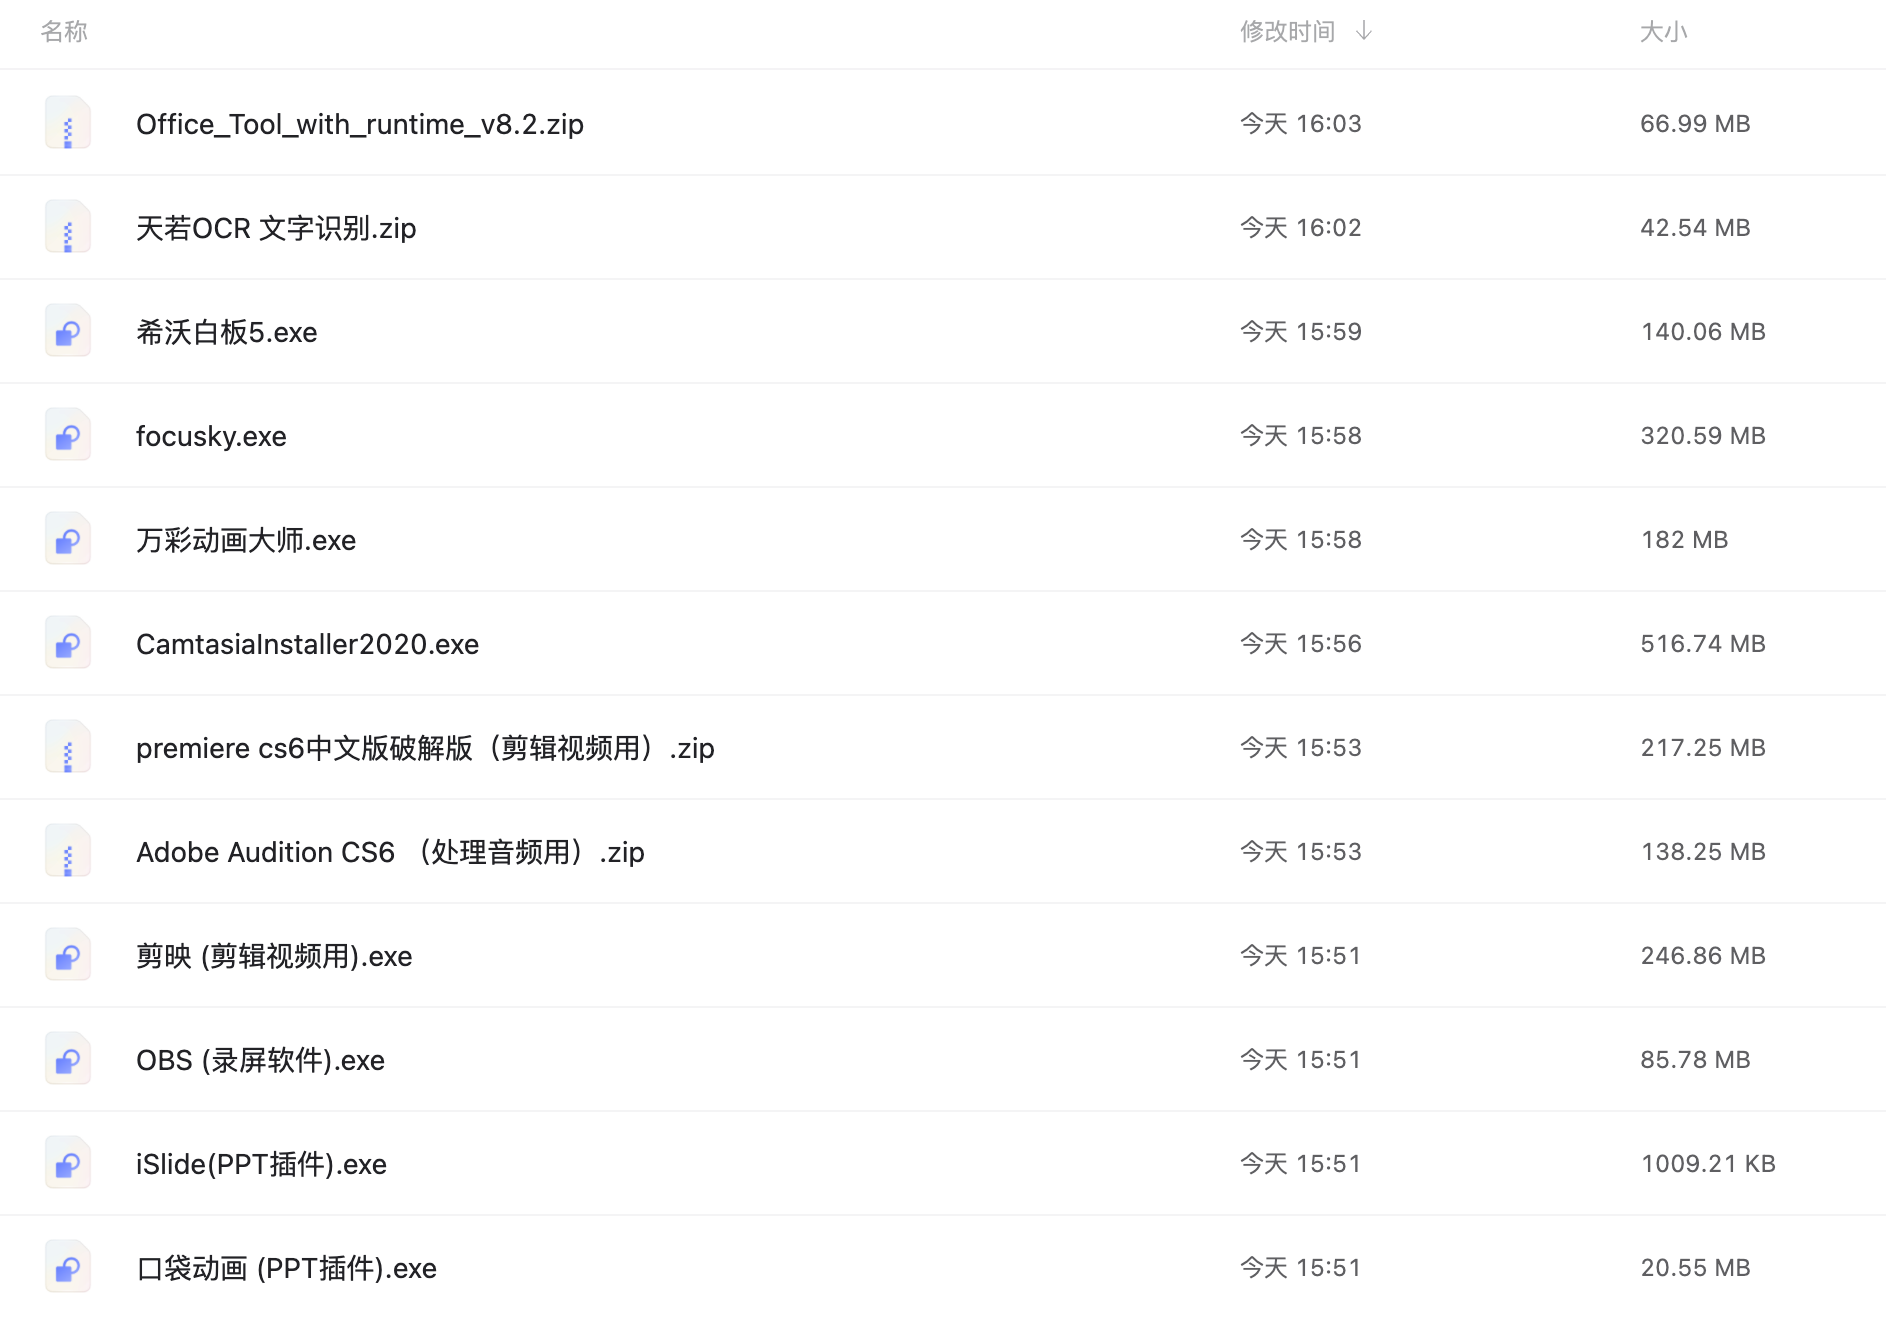 名称 修改时间 ↓ 大小
Office_Tool_with_runtime_v8.2.zip 今天 16:03 66.99 MB
天若OCR 文字识别.zip 今天 16:02 42.54 MB
希沃白板5.exe 今天 15:59 140.06 MB
focusky.exe 今天 15:58 320.59 MB
万彩动画大师.exe 今天 15:58 182 MB
CamtasiaInstaller2020.exe 今天 15:56 516.74 MB
premiere cs6中文版破解版（剪辑视频用）.zip 今天 15:53 217.25 MB
Adobe Audition CS6 （处理音频用）.zip 今天 15:53 138.25 MB
剪映 (剪辑视频用).exe 今天 15:51 246.86 MB
OBS (录屏软件).exe 今天 15:51 85.78 MB
iSlide(PPT插件).exe 今天 15:51 1009.21 KB
口袋动画 (PPT插件).exe 今天 15:51 20.55 MB